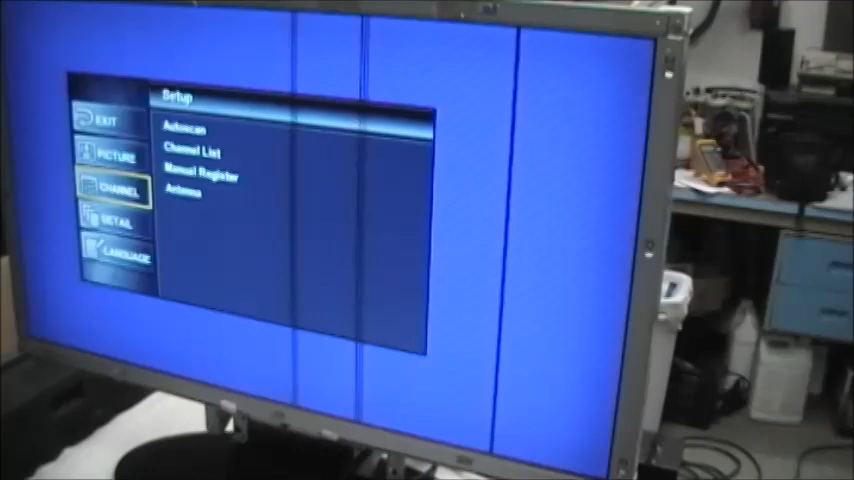 Setup
EXIT
PICTURE
CHANNEL
DETAIL
LANGUAGE
Autoscan
Channel List
Manual Register
Antenna